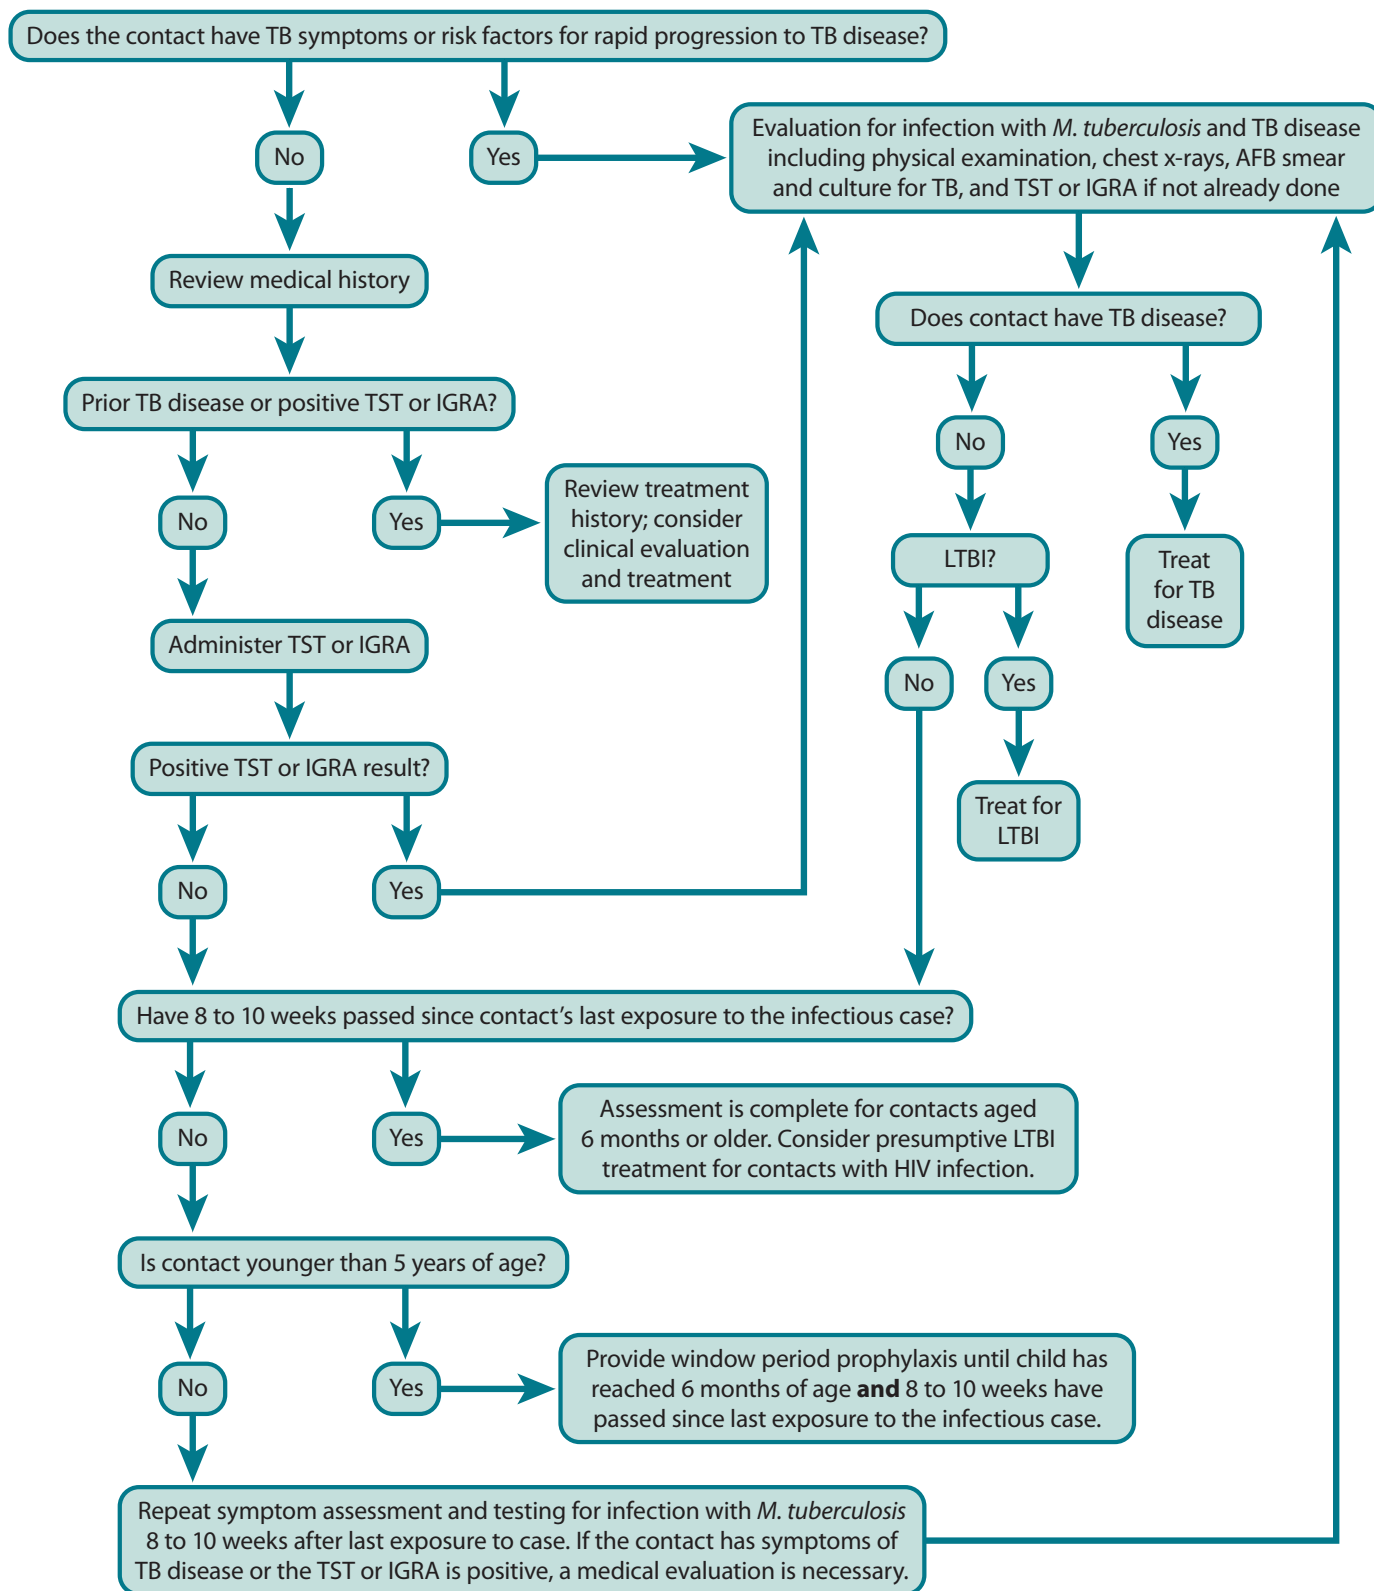 Does the contact have TB symptoms or risk factors for rapid progression to TB disease?
No
Yes
Evaluation for infection with M. tuberculosis and TB disease
including physical examination, chest x-rays, AFB smear
and culture for TB, and TST or IGRA if not already done
Review medical history
Does contact have TB disease?
Prior TB disease or positive TST or IGRA?
No
Yes
No
Yes
Review treatment
history; consider
clinical evaluation
and treatment
LTBI?
Treat
for TB
disease
Administer TST or IGRA
No
Yes
Positive TST or IGRA result?
Treat for
LTBI
No
Yes
Have 8 to 10 weeks passed since contact’s last exposure to the infectious case?
No
Yes
Assessment is complete for contacts aged
6 months or older. Consider presumptive LTBI
treatment for contacts with HIV infection.
Is contact younger than 5 years of age?
No
Yes
Provide window period prophylaxis until child has
reached 6 months of age and 8 to 10 weeks have
passed since last exposure to the infectious case.
Repeat symptom assessment and testing for infection with M. tuberculosis
8 to 10 weeks after last exposure to case. If the contact has symptoms of
TB disease or the TST or IGRA is positive, a medical evaluation is necessary.